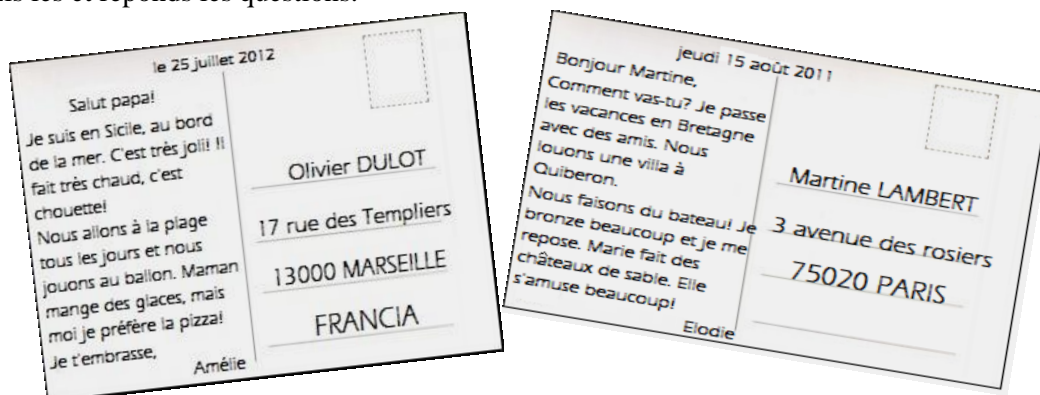 les et réponds les questions.
le 25 juillet 2012
Salut papa!
Je suis en Sicile, au bord
de la mer. C'est très joli! Il
fait très chaud, c'est
chouette!
Nous allons à la plage
tous les jours et nous
jouons au ballon. Maman
mange des glaces, mais
moi je préfère la pizza!
Je t'embrasse,
Amélie
Olivier DULOT
17 rue des Templiers
13000 MARSEILLE
FRANCIA
jeudi 15 août 2011
Bonjour Martine,
Comment vas-tu? Je passe
les vacances en Bretagne
avec des amis. Nous
louons une villa à
Quiberon.
Nous faisons du bateau! Je
bronze beaucoup et je me
repose. Marie fait des
châteaux de sable. Elle
s'amuse beaucoup!
Elodie
Martine LAMBERT
3 avenue des rosiers
75020 PARIS